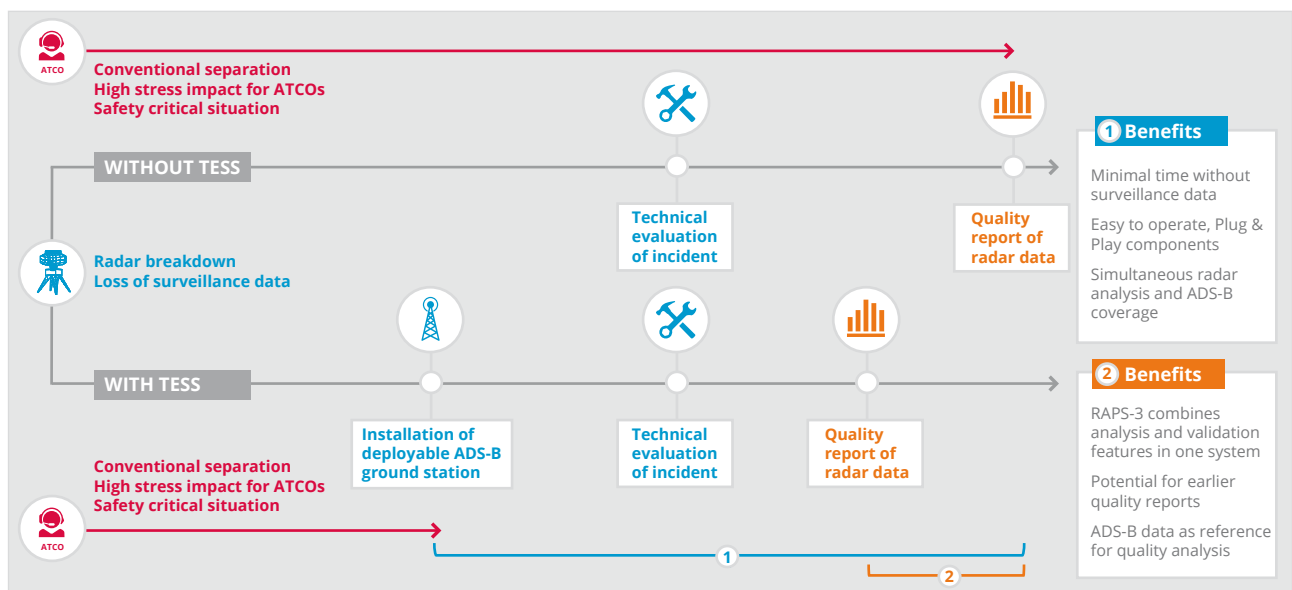 ATCO
Conventional separation
High stress impact for ATCOs
Safety critical situation
WITHOUT TESS
Technical
evaluation
of incident
Quality
report of
radar data
Radar breakdown
Loss of surveillance data
WITH TESS
Installation of
deployable ADS-B
ground station
Technical
evaluation
of incident
Quality
report of
radar data
Conventional separation
High stress impact for ATCOs
Safety critical situation
ATCO
1
2
1 Benefits
Minimal time without
surveillance data
Easy to operate, Plug &
Play components
Simultaneous radar
analysis and ADS-B
coverage
2 Benefits
RAPS-3 combines
analysis and validation
features in one system
Potential for earlier
quality reports
ADS-B data as reference
for quality analysis